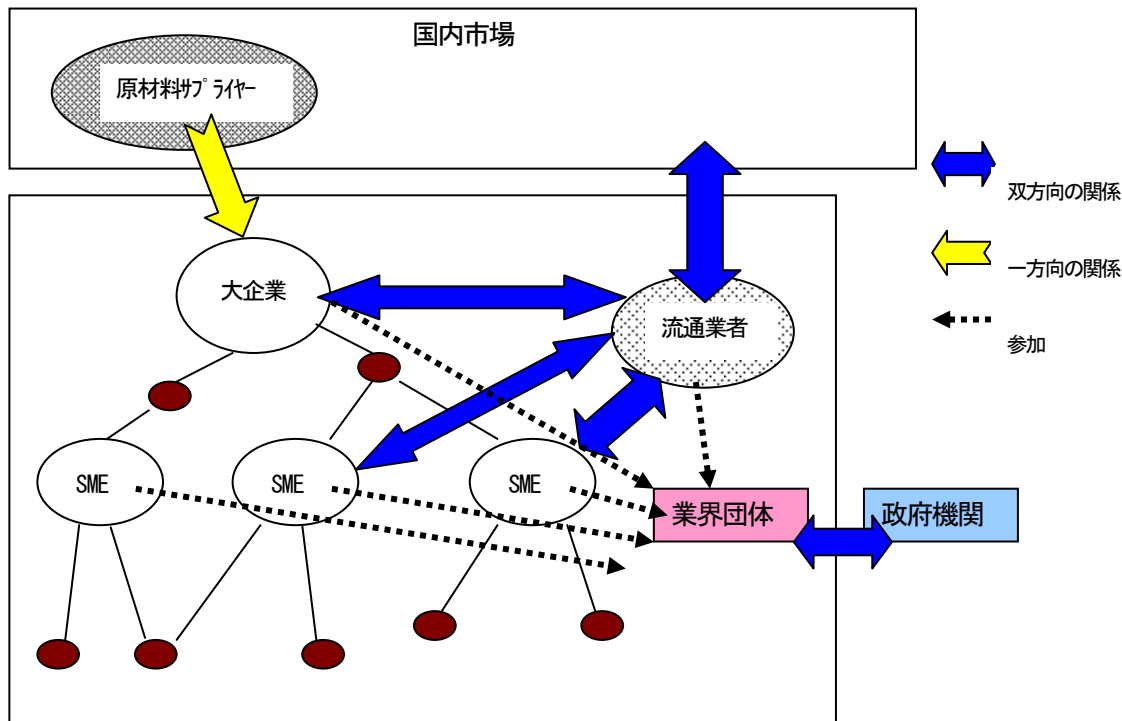 国内市場
原材料ｻﾌﾟﾗｲﾔｰ
双方向の関係
一方向の関係
大企業
流通業者
参加
SME
SME
SME
業界団体
政府機関